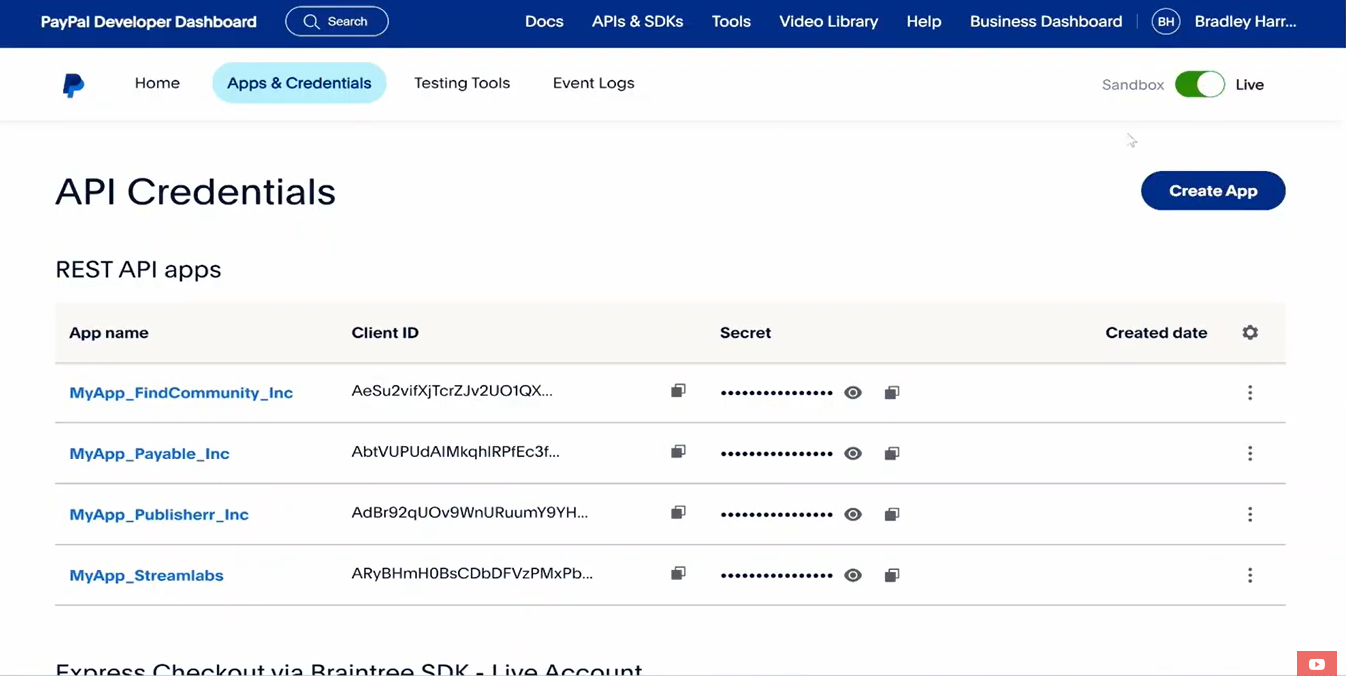 PayPal Developer Dashboard Search Docs APIs & SDKs Tools Video Library Help Business Dashboard BH Bradley Harr...
Home Apps & Credentials Testing Tools Event Logs Sandbox Live
API Credentials Create App
REST API apps
App name Client ID Secret Created date
MyApp_FindCommunity_Inc AeSu2vifXjTcrZJv2UO1QX... ••••••••••••••••
MyApp_Payable_Inc AbtVUPUdAlMkqhlRPfEc3f... ••••••••••••••••
MyApp_Publisherr_Inc AdBr92qUOv9WnURuumY9YH... ••••••••••••••••
MyApp_Streamlabs ARyBHmH0BsCDbDFVzPMxPb... ••••••••••••••••
Express Checkout via Braintree SDK - Live Account